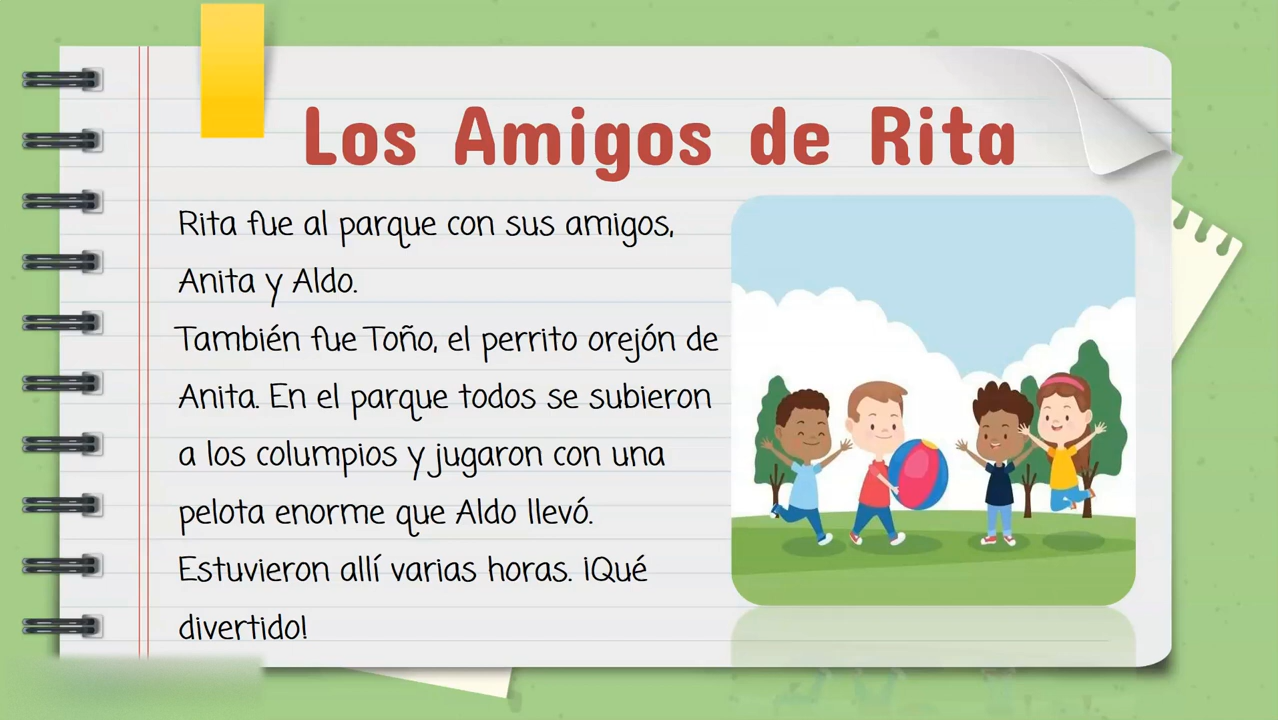 Los Amigos de Rita
Rita fue al parque con sus amigos,
Anita y Aldo.
También fue Toño, el perrito orejón de
Anita. En el parque todos se subieron
a los columpios y jugaron con una
pelota enorme que Aldo llevó.
Estuvieron allí varias horas. ¡Qué
divertido!